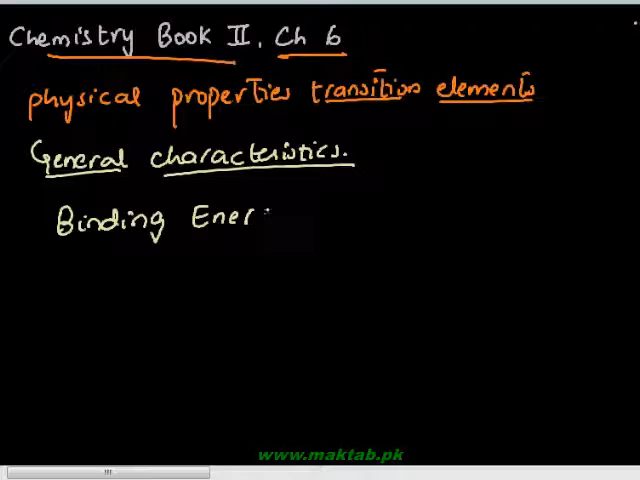 Chemistry Book II, Ch 6
physical properties transition elements
General characteristics.
Binding Ener
www.maktab.pk